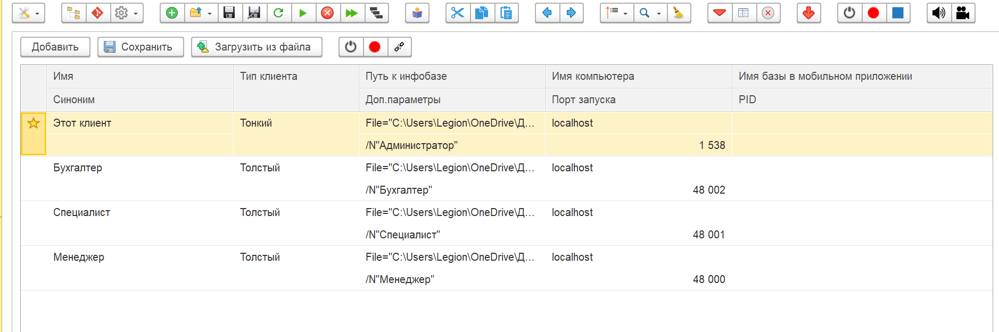 Добавить Сохранить Загрузить из файла
Имя Тип клиента Путь к инфобазе Имя компьютера Имя базы в мобильном приложении
Синоним Доп.параметры Порт запуска PID
Этот клиент Тонкий File="C:\Users\Legion\OneDrive\Д... localhost
/N"Администратор" 1 538
Бухгалтер Толстый File="C:\Users\Legion\OneDrive\Д... localhost
/N"Бухгалтер" 48 002
Специалист Толстый File="C:\Users\Legion\OneDrive\Д... localhost
/N"Специалист" 48 001
Менеджер Толстый File="C:\Users\Legion\OneDrive\Д... localhost
/N"Менеджер" 48 000